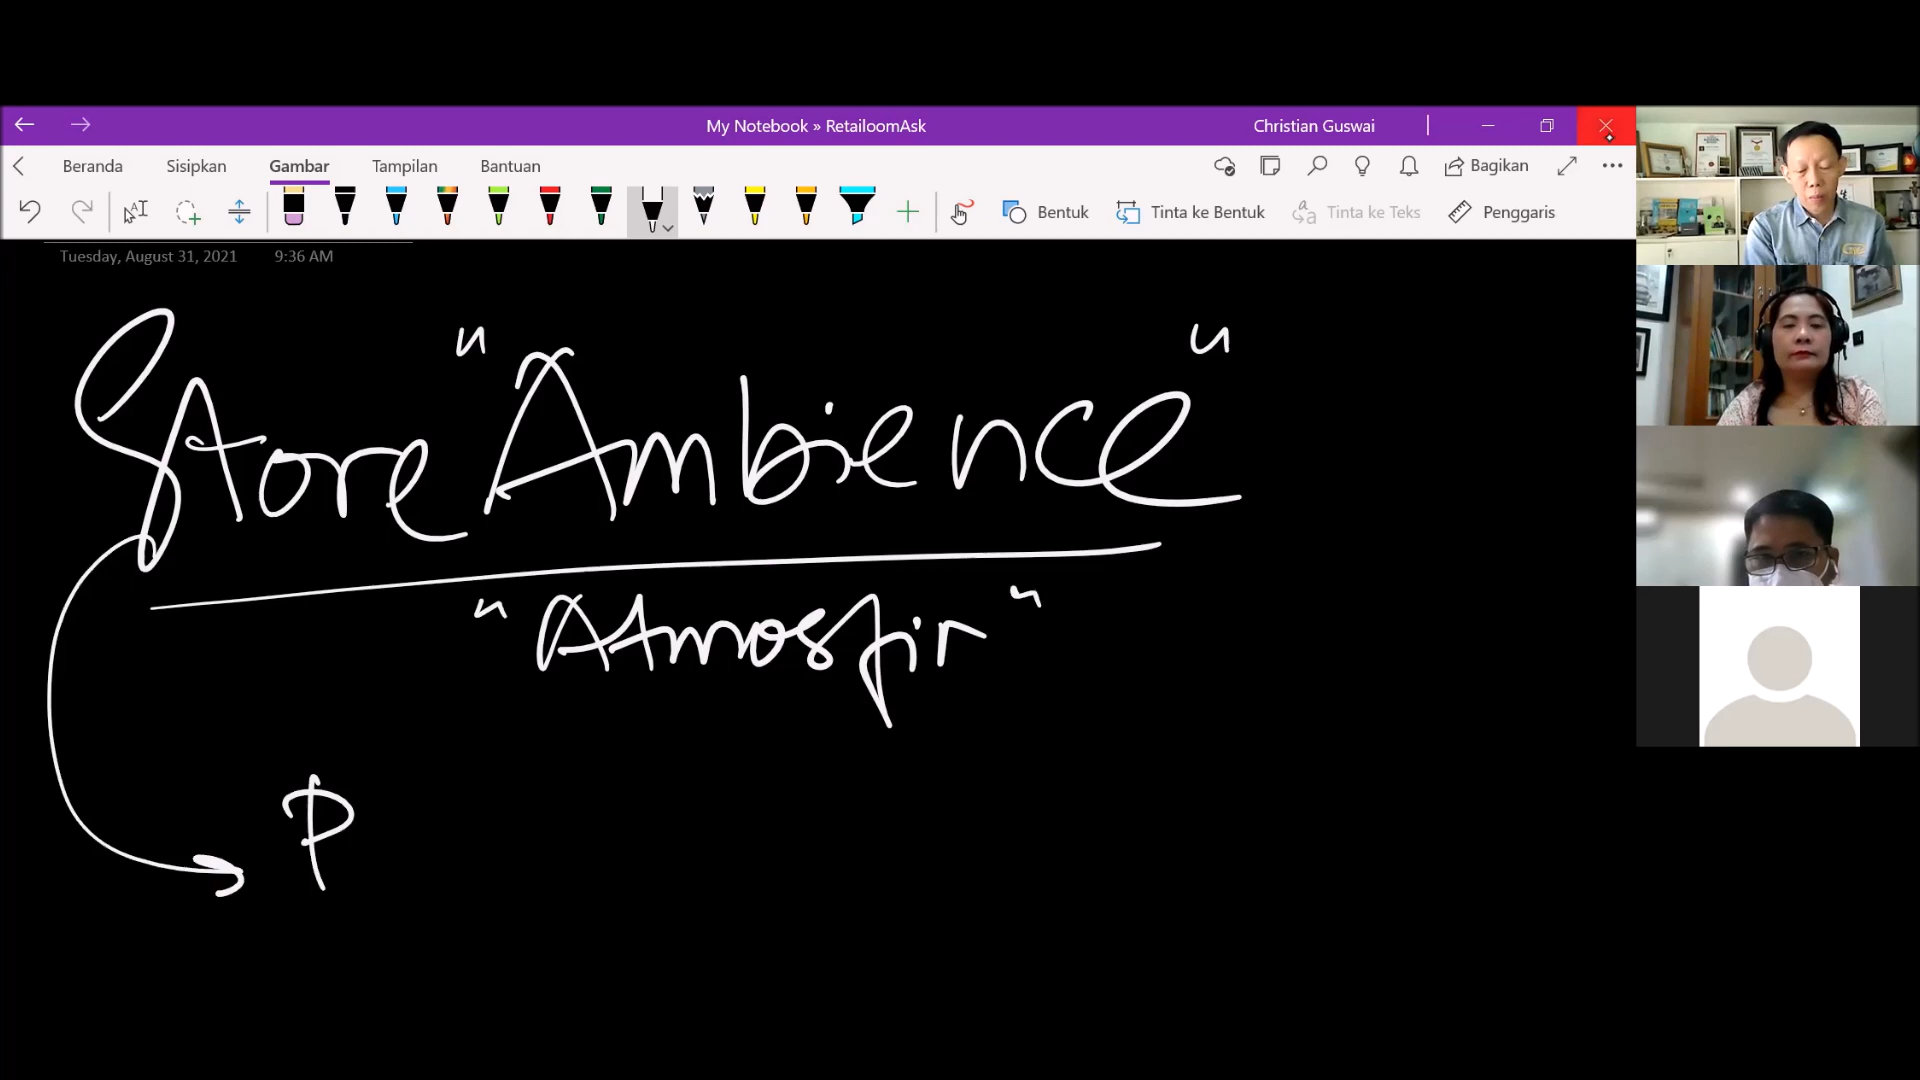 My Notebook » RetailoomAsk
Christian Guswai
Beranda Sisipkan Gambar Tampilan Bantuan
Bagikan
Bentuk Tinta ke Bentuk Tinta ke Teks Penggaris
Tuesday, August 31, 2021 9:36 AM
Store "Ambience"
"Atmosfir"
P